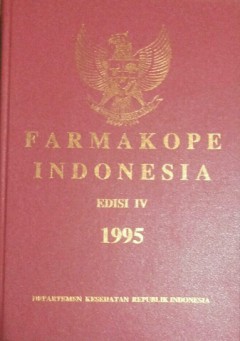 FARMAKOPE
INDONESIA
EDISI IV
1995
DEPARTEMEN KESEHATAN REPUBLIK INDONESIA